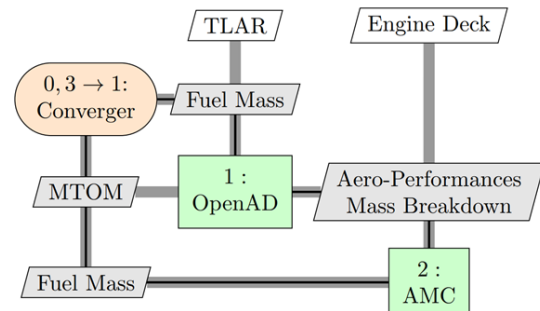 TLAR
Engine Deck
0, 3 → 1:
Converger
Fuel Mass
MTOM
1 :
OpenAD
Aero-Performances
Mass Breakdown
Fuel Mass
2 :
AMC